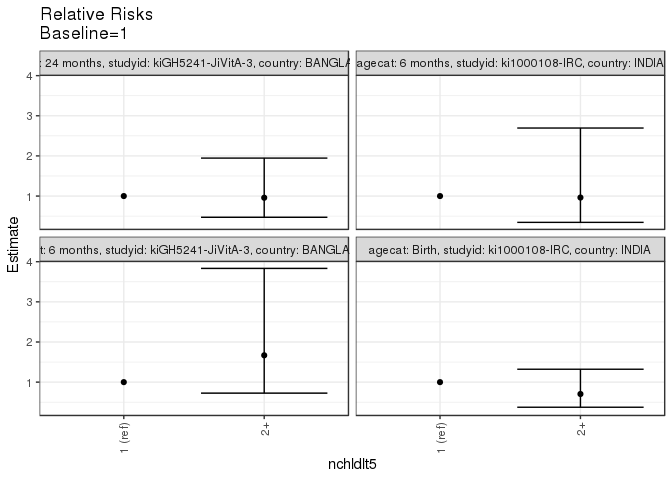 Relative Risks
Baseline=1
: 24 months, studyid: kiGH5241-JiVitA-3, country: BANGLA
agecat: 6 months, studyid: ki1000108-IRC, country: INDIA
4
3
2
1
t: 6 months, studyid: kiGH5241-JiVitA-3, country: BANGLA
agecat: Birth, studyid: ki1000108-IRC, country: INDIA
4
3
2
1
Estimate
1 (ref)
2+
1 (ref)
2+
nchldlt5